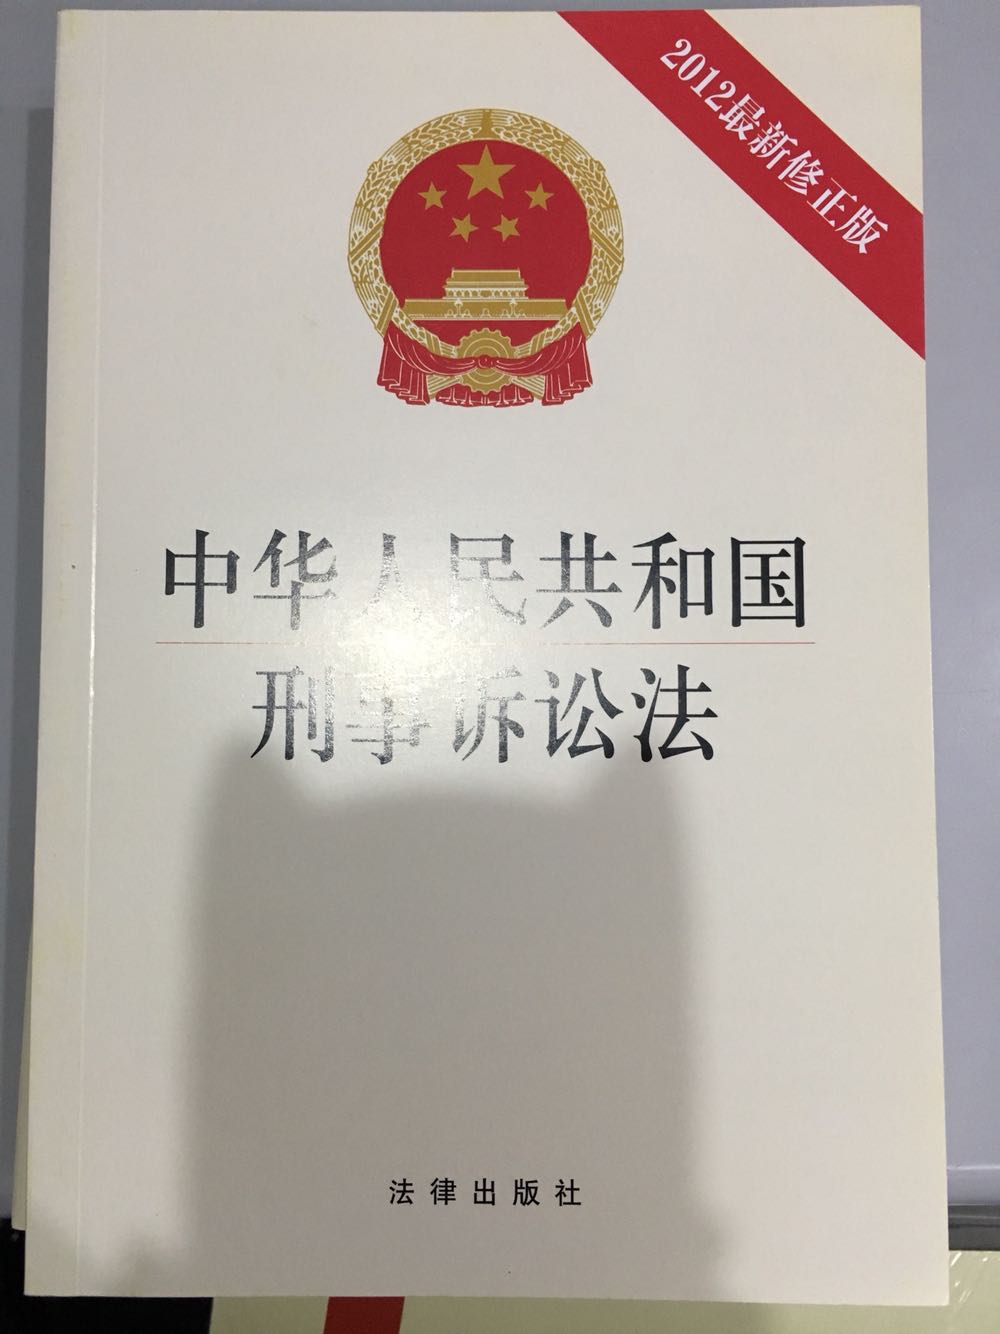 2012最新修正版
中华人民共和国
刑事诉讼法
法律出版社